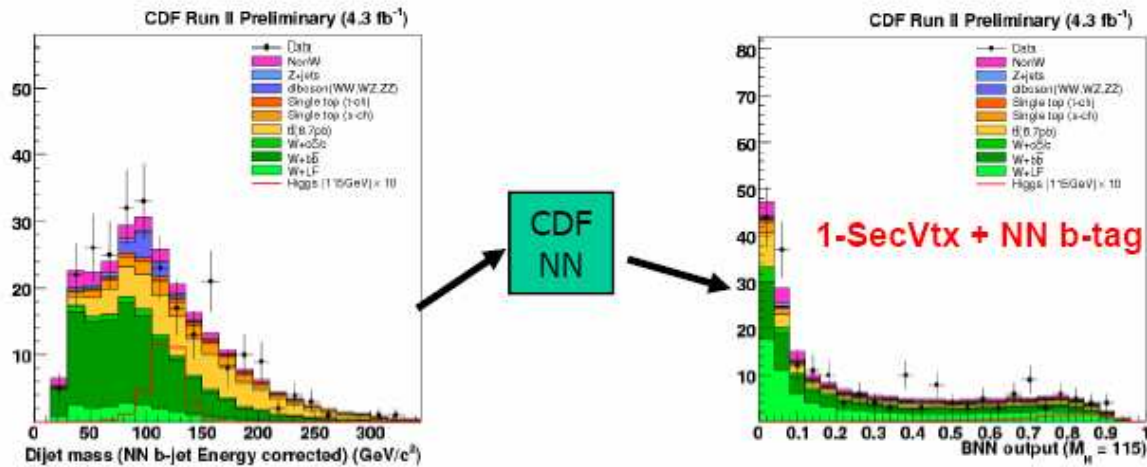 CDF Run II Preliminary (4.3 fb⁻¹)
Data
NonW
Z+jets
diboson(WW,WZ,ZZ)
Single top (t-ch)
Single top (s-ch)
tt̄(6.7pb)
W+cc̄/c
W+bb̄
W+LF
Higgs (115GeV) × 10
50
40
30
20
10
0 50 100 150 200 250 300
Dijet mass (NN b-jet Energy corrected) (GeV/c²)
CDF
NN
CDF Run II Preliminary (4.3 fb⁻¹)
80
Data
NonW
Z+jets
diboson(WW,WZ,ZZ)
Single top (t-ch)
Single top (s-ch)
tt̄(6.7pb)
W+cc̄/c
W+bb̄
W+LF
Higgs (115GeV) × 10
70
60
50
40
30
20
10
1-SecVtx + NN b-tag
0 0.1 0.2 0.3 0.4 0.5 0.6 0.7 0.8 0.9 1
BNN output (M_H = 115)